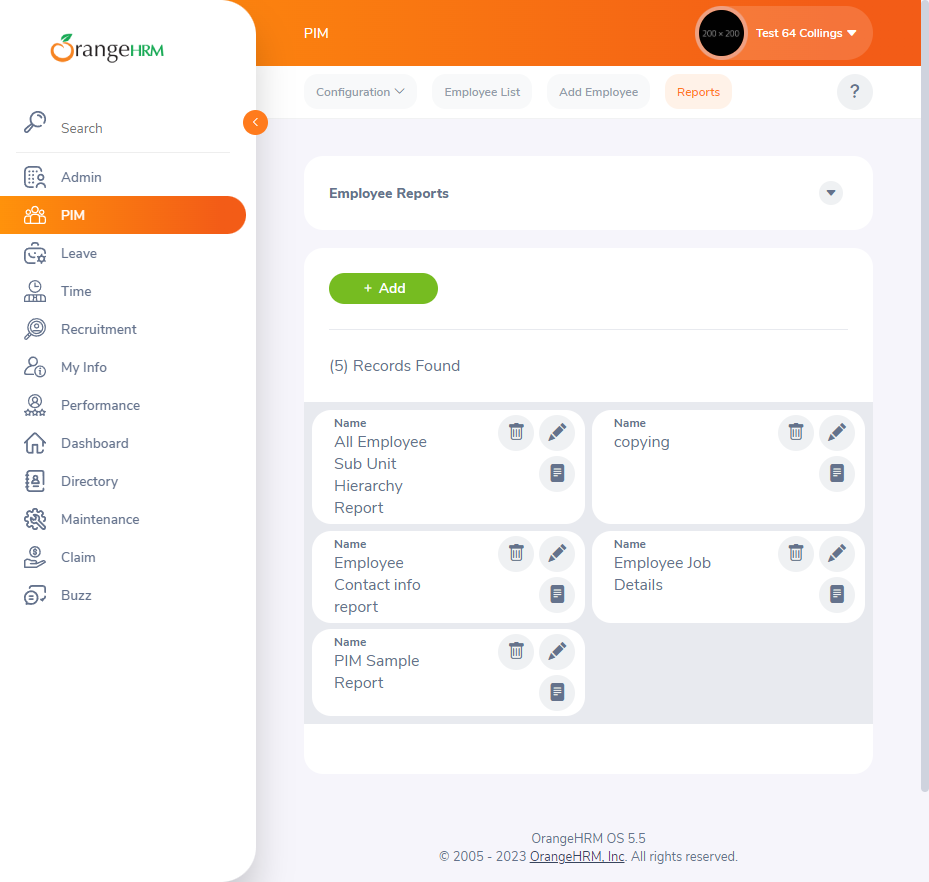 OrangeHRM
PIM
200 × 200
Test 64 Collings
Configuration
Employee List
Add Employee
Reports
?
Search
Admin
PIM
Leave
Time
Recruitment
My Info
Performance
Dashboard
Directory
Maintenance
Claim
Buzz
Employee Reports
+ Add
(5) Records Found
Name
All Employee
Sub Unit
Hierarchy
Report
Name
copying
Name
Employee
Contact info
report
Name
Employee Job
Details
Name
PIM Sample
Report
OrangeHRM OS 5.5
© 2005 - 2023 OrangeHRM, Inc. All rights reserved.